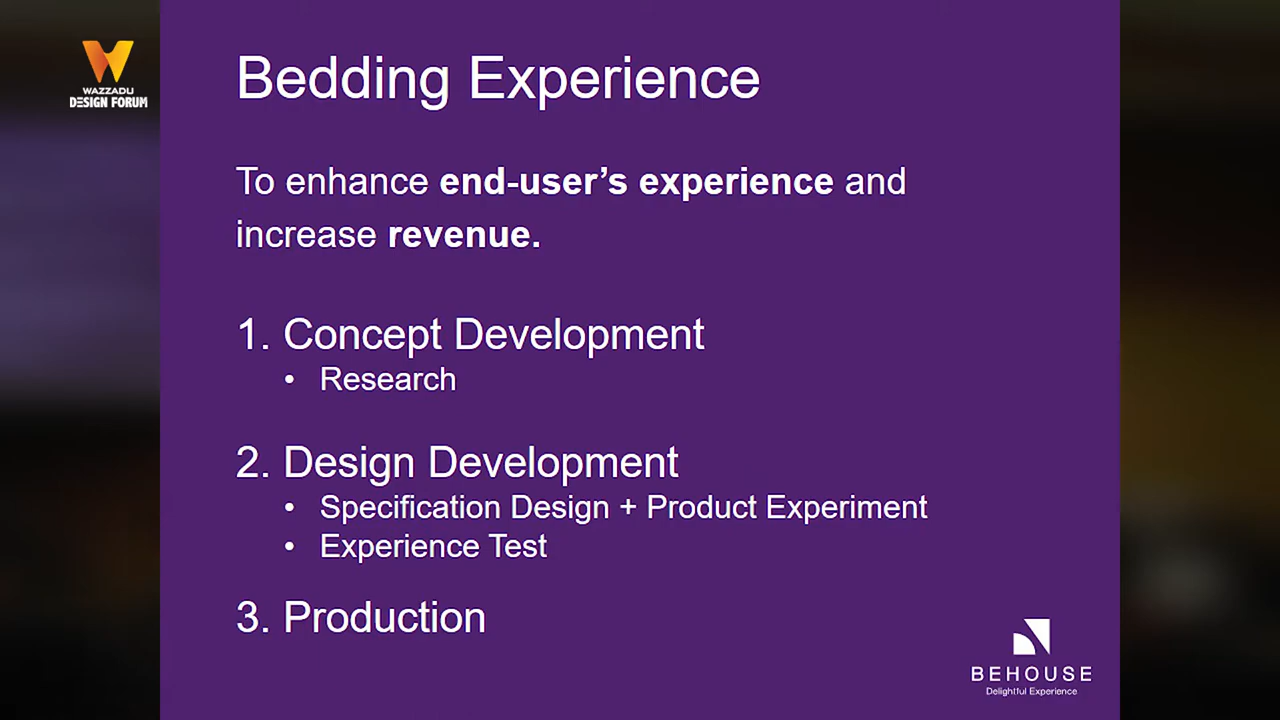 WAZZADU
DESIGN FORUM
Bedding Experience
To enhance end-user’s experience and
increase revenue.
1. Concept Development
• Research
2. Design Development
• Specification Design + Product Experiment
• Experience Test
3. Production
BEHOUSE
Delightful Experience